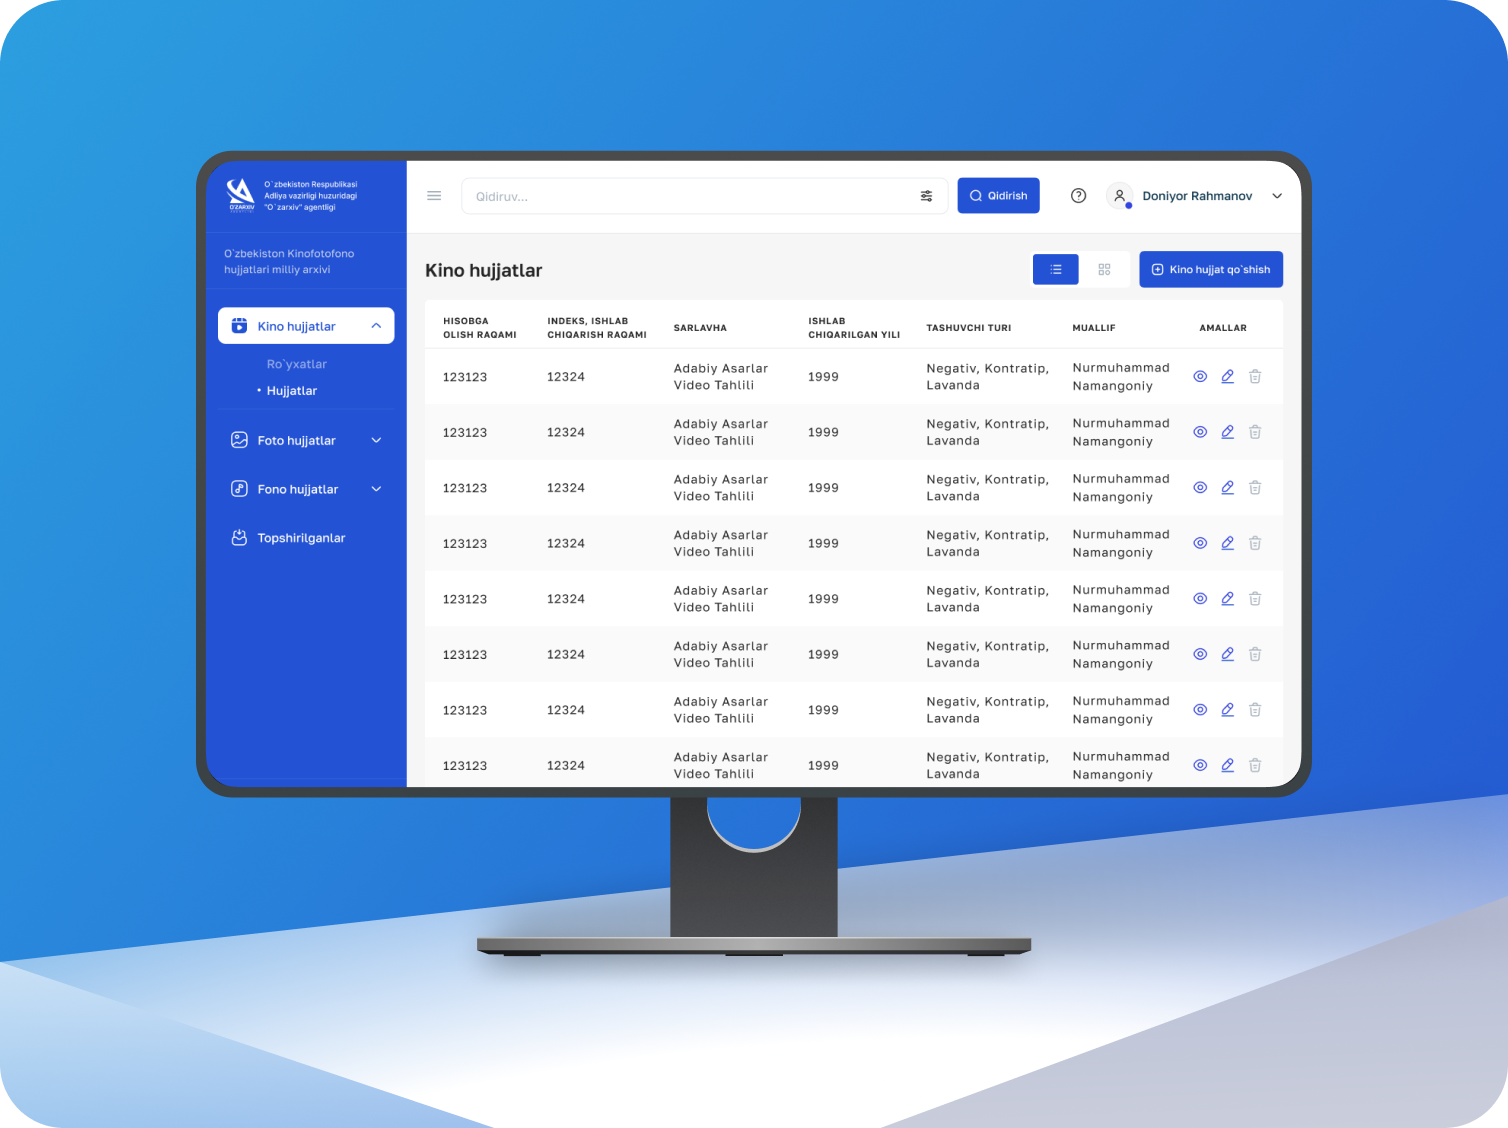 O`zbekiston Respublikasi
Adliya vazirligi huzuridagi
"O`zarxiv" agentligi
O'ZARXIV
O`zbekiston Kinofotofono
hujjatlari milliy arxivi
Kino hujjatlar
Ro`yxatlar
Hujjatlar
Foto hujjatlar
Fono hujjatlar
Topshirilganlar
Qidiruv...
Qidirish
Doniyor Rahmanov
Kino hujjatlar
Kino hujjat qo`shish
HISOBGA
OLISH RAQAMI
INDEKS, ISHLAB
CHIQARISH RAQAMI
SARLAVHA
ISHLAB
CHIQARILGAN YILI
TASHUVCHI TURI
MUALLIF
AMALLAR
123123
12324
Adabiy Asarlar
Video Tahlili
1999
Negativ, Kontratip,
Lavanda
Nurmuhammad
Namangoniy
123123
12324
Adabiy Asarlar
Video Tahlili
1999
Negativ, Kontratip,
Lavanda
Nurmuhammad
Namangoniy
123123
12324
Adabiy Asarlar
Video Tahlili
1999
Negativ, Kontratip,
Lavanda
Nurmuhammad
Namangoniy
123123
12324
Adabiy Asarlar
Video Tahlili
1999
Negativ, Kontratip,
Lavanda
Nurmuhammad
Namangoniy
123123
12324
Adabiy Asarlar
Video Tahlili
1999
Negativ, Kontratip,
Lavanda
Nurmuhammad
Namangoniy
123123
12324
Adabiy Asarlar
Video Tahlili
1999
Negativ, Kontratip,
Lavanda
Nurmuhammad
Namangoniy
123123
12324
Adabiy Asarlar
Video Tahlili
1999
Negativ, Kontratip,
Lavanda
Nurmuhammad
Namangoniy
123123
12324
Adabiy Asarlar
Video Tahlili
1999
Negativ, Kontratip,
Lavanda
Nurmuhammad
Namangoniy